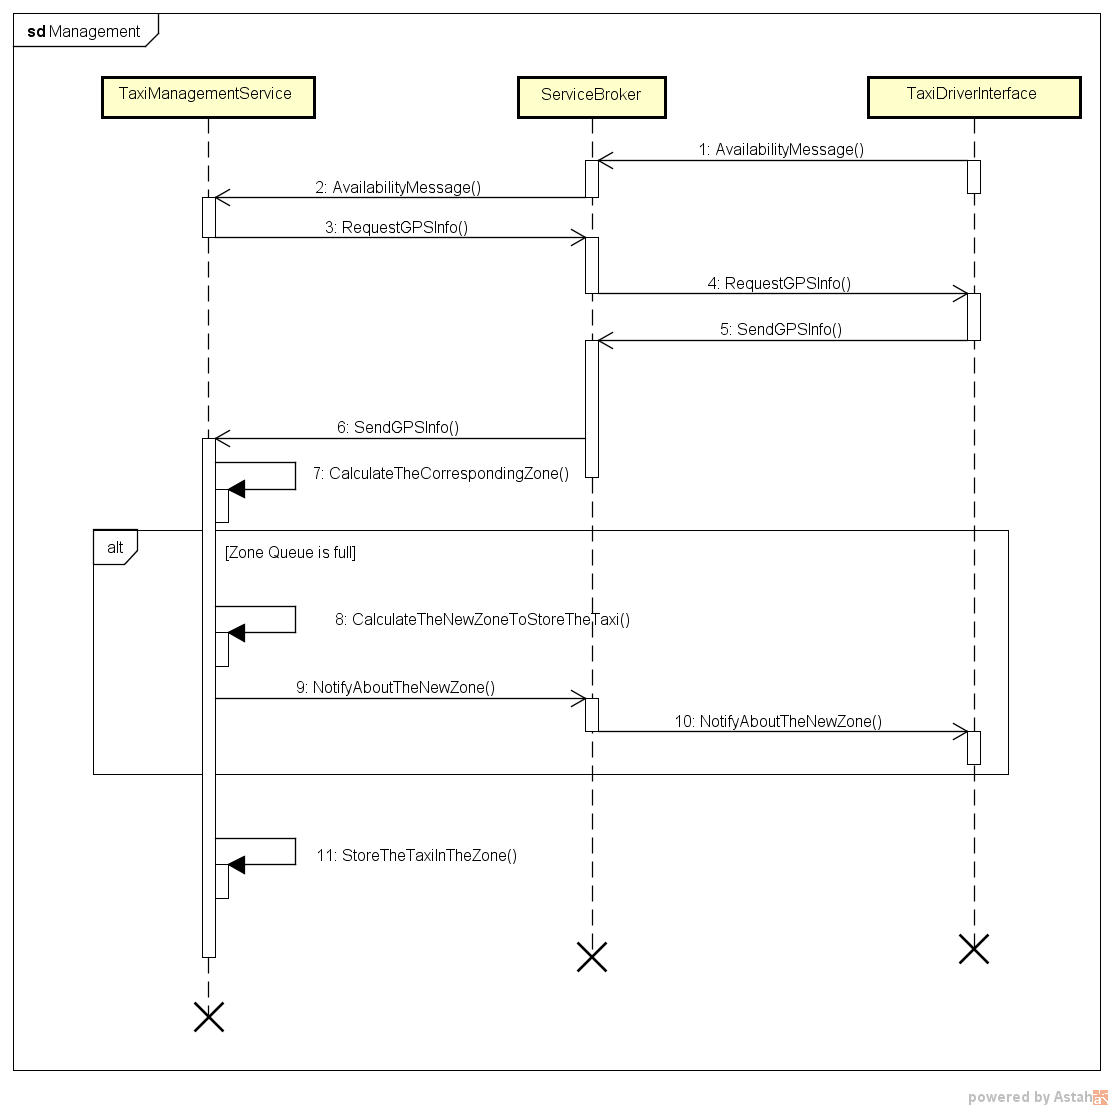 sd Management
TaxiManagementService
ServiceBroker
TaxiDriverInterface
1: AvailabilityMessage()
2: AvailabilityMessage()
3: RequestGPSInfo()
4: RequestGPSInfo()
5: SendGPSInfo()
6: SendGPSInfo()
7: CalculateTheCorrespondingZone()
alt
[Zone Queue is full]
8: CalculateTheNewZoneToStoreTheTaxi()
9: NotifyAboutTheNewZone()
10: NotifyAboutTheNewZone()
11: StoreTheTaxiInTheZone()
powered by Astah